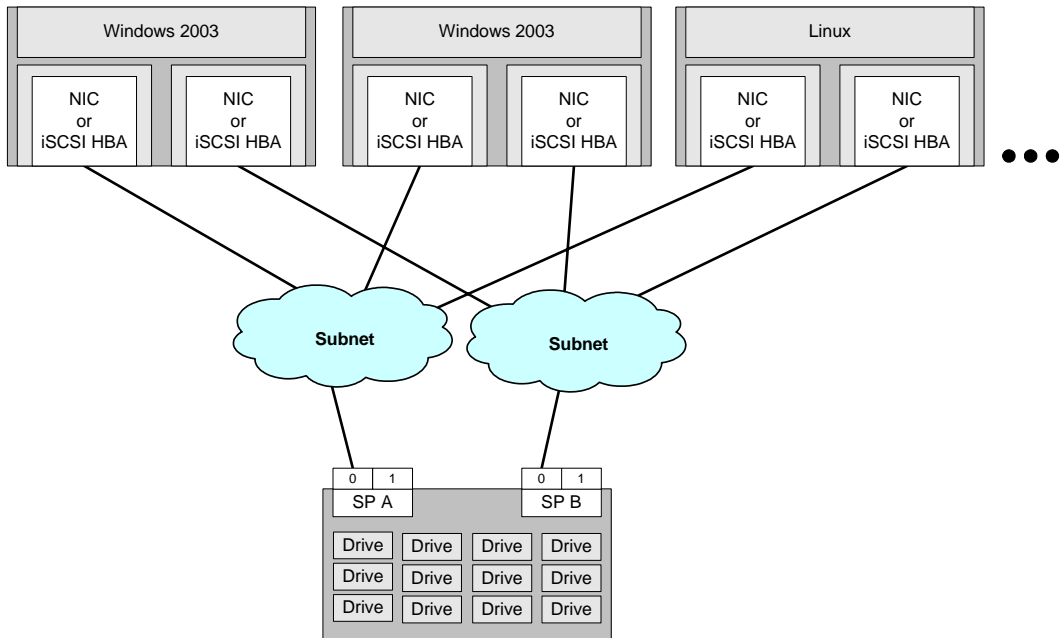 Windows 2003
Windows 2003
Linux
NIC
or
iSCSI HBA
NIC
or
iSCSI HBA
NIC
or
iSCSI HBA
NIC
or
iSCSI HBA
NIC
or
iSCSI HBA
NIC
or
iSCSI HBA
Subnet
Subnet
0 1
SP A
0 1
SP B
Drive Drive Drive Drive
Drive Drive Drive Drive
Drive Drive Drive Drive